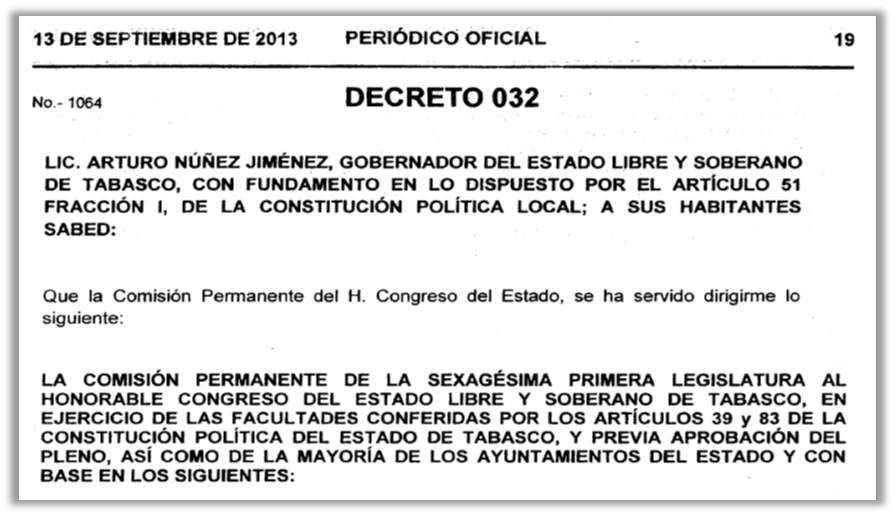 13 DE SEPTIEMBRE DE 2013 PERIÓDICO OFICIAL 19
No.- 1064 DECRETO 032
LIC. ARTURO NÚÑEZ JIMÉNEZ, GOBERNADOR DEL ESTADO LIBRE Y SOBERANO
DE TABASCO, CON FUNDAMENTO EN LO DISPUESTO POR EL ARTÍCULO 51
FRACCIÓN I, DE LA CONSTITUCIÓN POLÍTICA LOCAL; A SUS HABITANTES
SABED:
Que la Comisión Permanente del H. Congreso del Estado, se ha servido dirigirme lo
siguiente:
LA COMISIÓN PERMANENTE DE LA SEXAGÉSIMA PRIMERA LEGISLATURA AL
HONORABLE CONGRESO DEL ESTADO LIBRE Y SOBERANO DE TABASCO, EN
EJERCICIO DE LAS FACULTADES CONFERIDAS POR LOS ARTÍCULOS 39 y 83 DE LA
CONSTITUCIÓN POLÍTICA DEL ESTADO DE TABASCO, Y PREVIA APROBACIÓN DEL
PLENO, ASÍ COMO DE LA MAYORÍA DE LOS AYUNTAMIENTOS DEL ESTADO Y CON
BASE EN LOS SIGUIENTES: